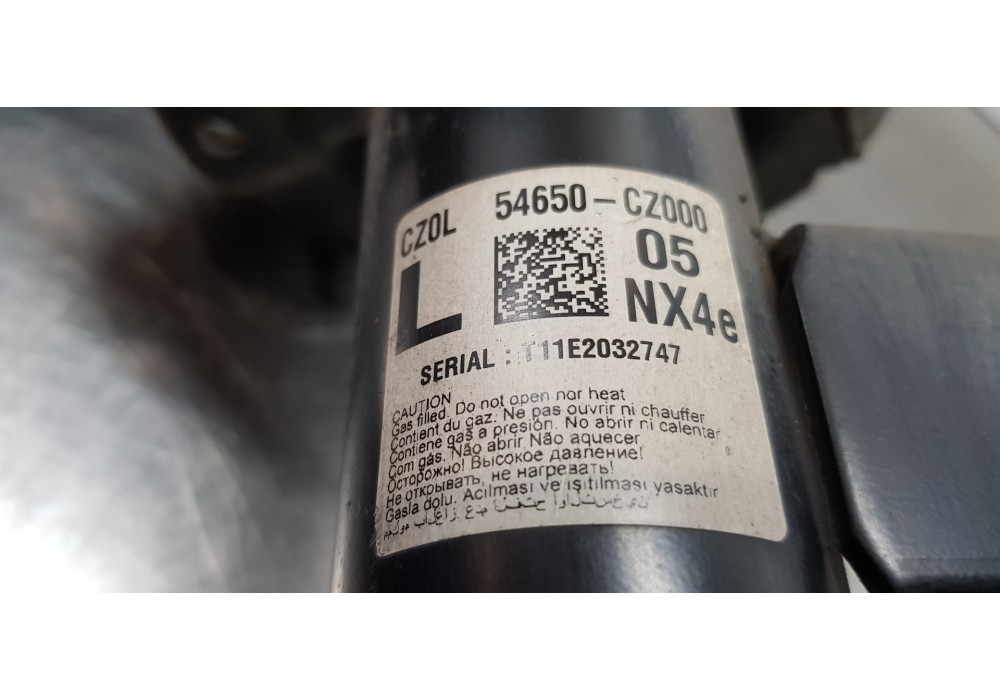 CZ0L 54650-CZ000
L 05
NX4e
SERIAL : T11E2032747
CAUTION
Gas filled. Do not open nor heat
Contient du gaz. Ne pas ouvrir ni chauffer
Contiene gas a presión. No abrir ni calentar
Com gás. Não abrir Não aquecer
Осторожно! Высокое давление!
Не открывать, не нагревать!
Gasla dolu. Açılması ve ısıtılması yasaktır